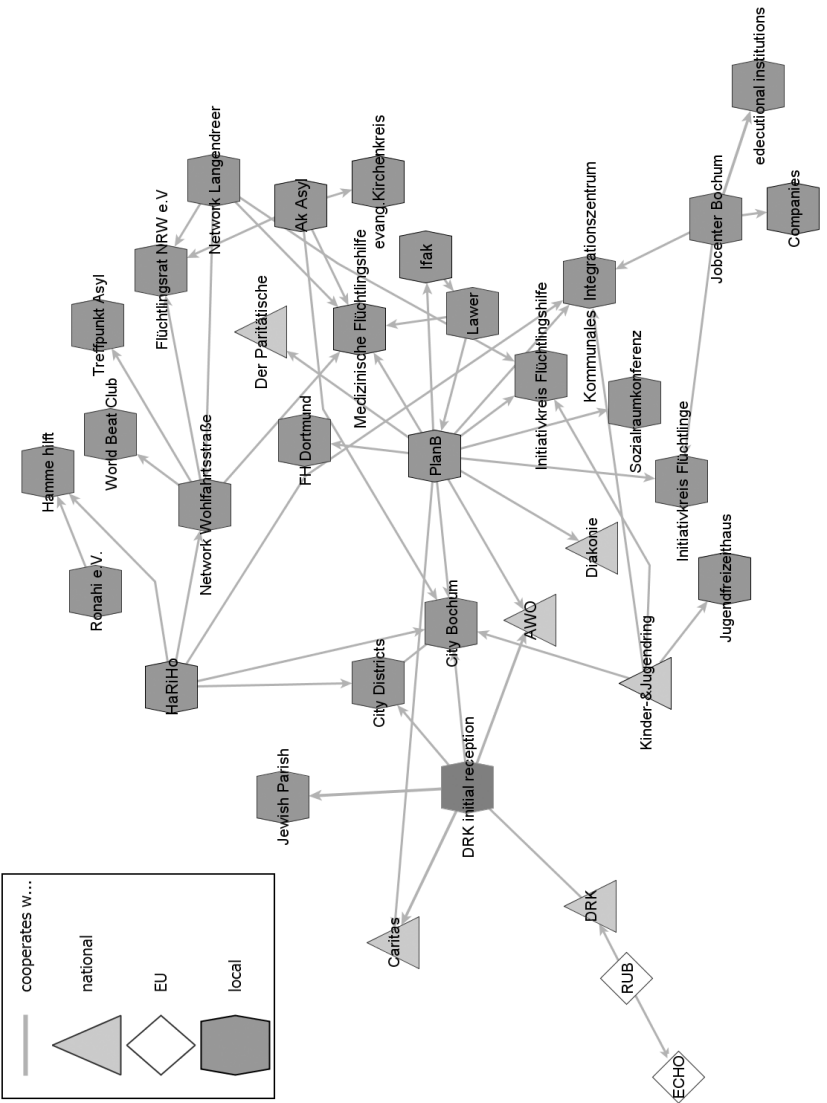 cooperates w...
national
EU
local
Hamme hilft
Ronahi e.V.
HaRiHo
World Beat Club
Treffpunkt Asyl
Flüchtlingsrat NRW e.V
Network Wohlfahrtsstraße
Network Langendreer
Ak Asyl
evang.Kirchenkreis
Der Paritätische
FH Dortmund
Medizinische Flüchtlingshilfe
Ifak
Lawer
PlanB
Initiativkreis Flüchtlingshilfe
Kommunales Integrationszentrum
Sozialraumkonferenz
Initiativkreis Flüchtlinge
Jobcenter Bochum
edecutional institutions
Companies
Diakonie
AWO
City Bochum
City Districts
Jewish Parish
DRK initial reception
Caritas
Kinder-&Jugendring
Jugendfreizeithaus
DRK
RUB
ECHO